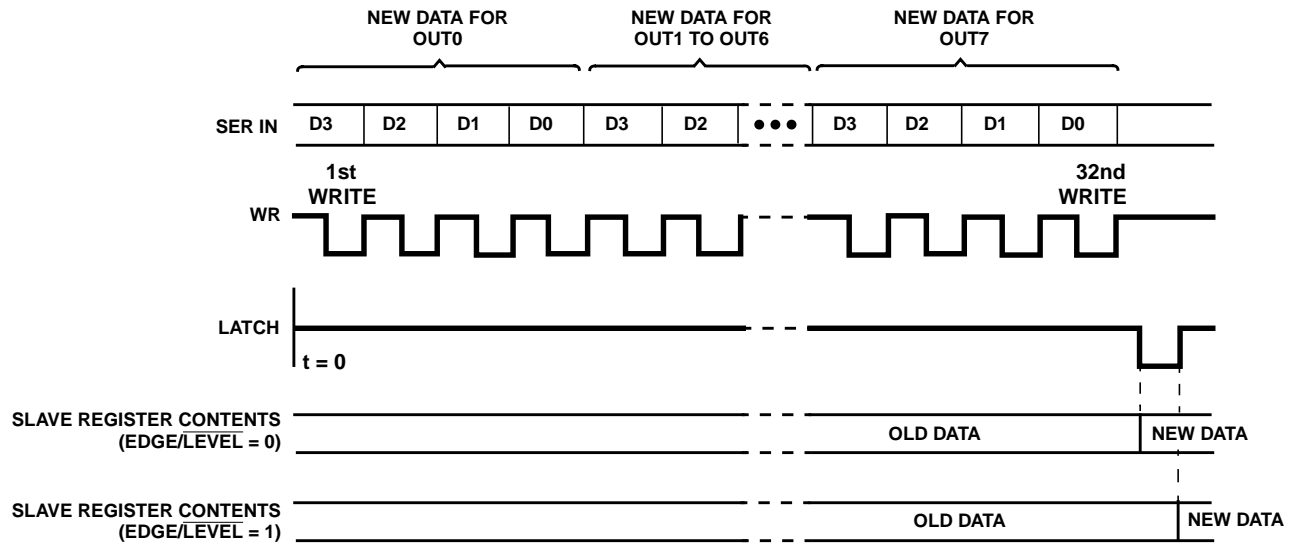 NEW DATA FOR
OUT0
NEW DATA FOR
OUT1 TO OUT6
NEW DATA FOR
OUT7
SER IN D3 D2 D1 D0 D3 D2 ●●● D3 D2 D1 D0
1st
WRITE
32nd
WRITE
WR
LATCH
t = 0
SLAVE REGISTER CONTENTS
(EDGE/LEVEL = 0)
OLD DATA NEW DATA
SLAVE REGISTER CONTENTS
(EDGE/LEVEL = 1)
OLD DATA NEW DATA